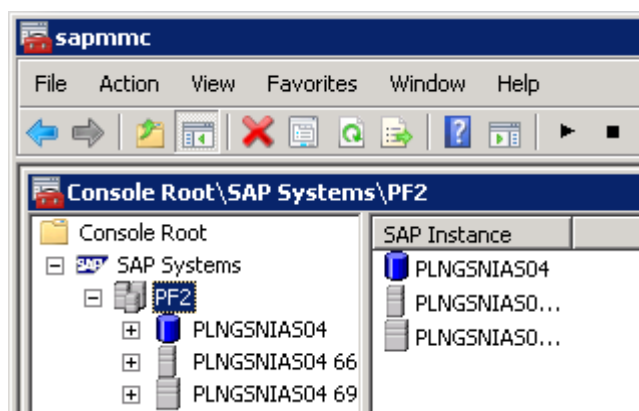 sapmmc
File Action View Favorites Window Help
Console Root\SAP Systems\PF2
Console Root
SAP Instance
SAP SAP Systems
PLNGSNIAS04
PF2
PLNGSNIAS0...
PLNGSNIAS04
PLNGSNIAS0...
PLNGSNIAS04 66
PLNGSNIAS04 69